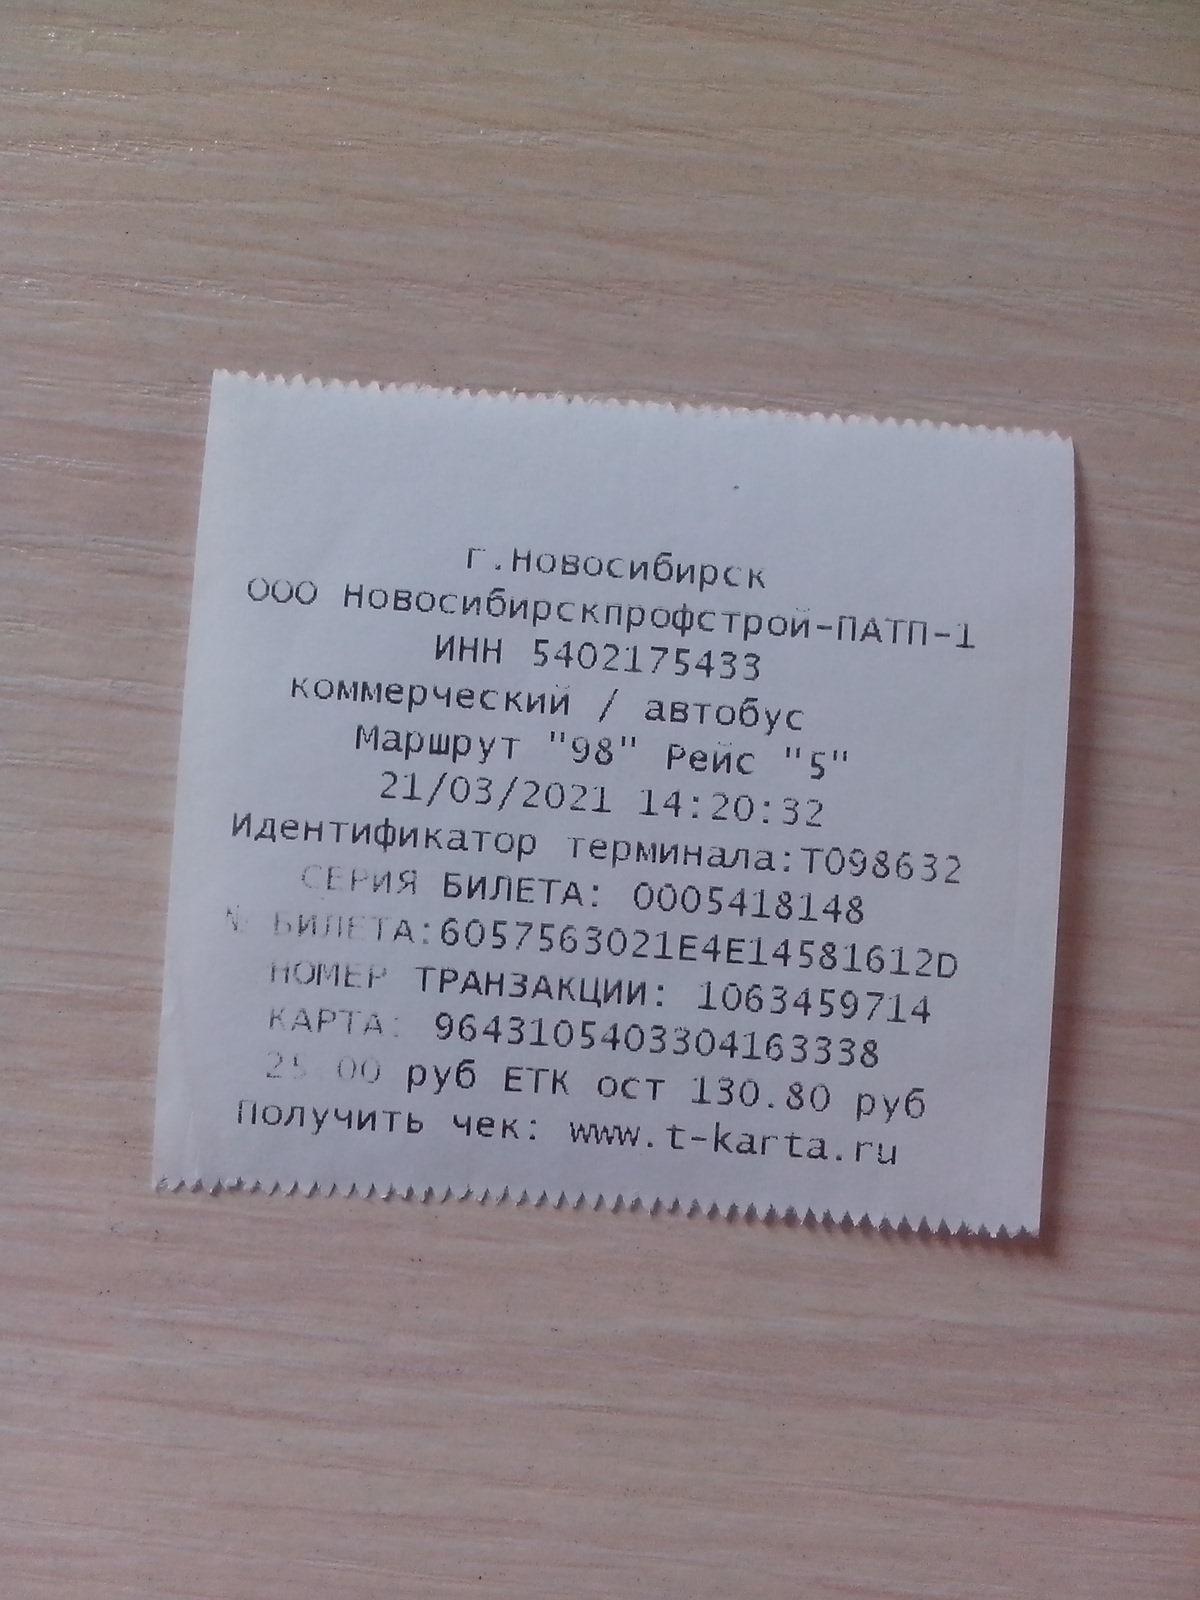 г.Новосибирск
ООО Новосибирскпрофстрой-ПАТП-1
ИНН 5402175433
коммерческий / автобус
Маршрут "98" Рейс "5"
21/03/2021 14:20:32
Идентификатор терминала:T098632
СЕРИЯ БИЛЕТА: 0005418148
№ БИЛЕТА:6057563021E4E14581612D
НОМЕР ТРАНЗАКЦИИ: 1063459714
КАРТА: 9643105403304163338
25.00 руб ЕТК ост 130.80 руб
Получить чек: www.t-karta.ru